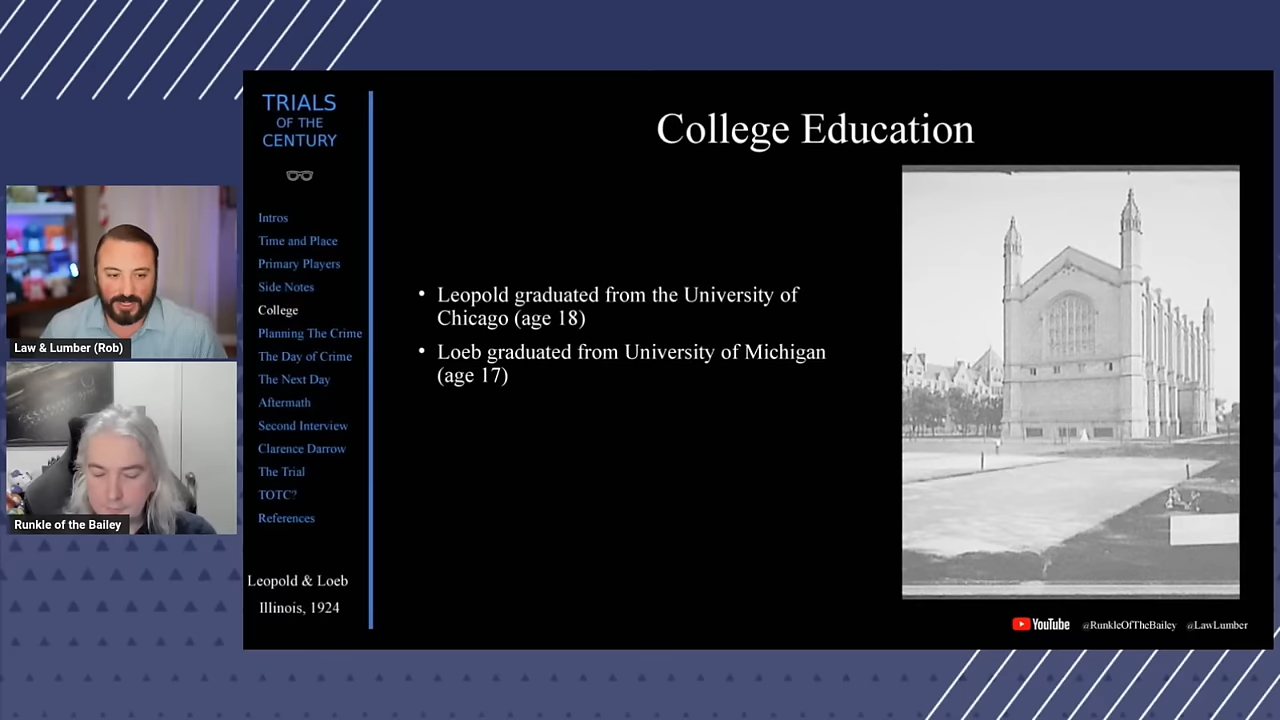 TRIALS
OF THE
CENTURY
Intros
Time and Place
Primary Players
Side Notes
College
Planning The Crime
The Day of Crime
The Next Day
Aftermath
Second Interview
Clarence Darrow
The Trial
TOTC?
References
Leopold & Loeb
Illinois, 1924
College Education
• Leopold graduated from the University of
Chicago (age 18)
• Loeb graduated from University of Michigan
(age 17)
YouTube @RunkleOfTheBailey @LawLumber
Law & Lumber (Rob)
Runkle of the Bailey